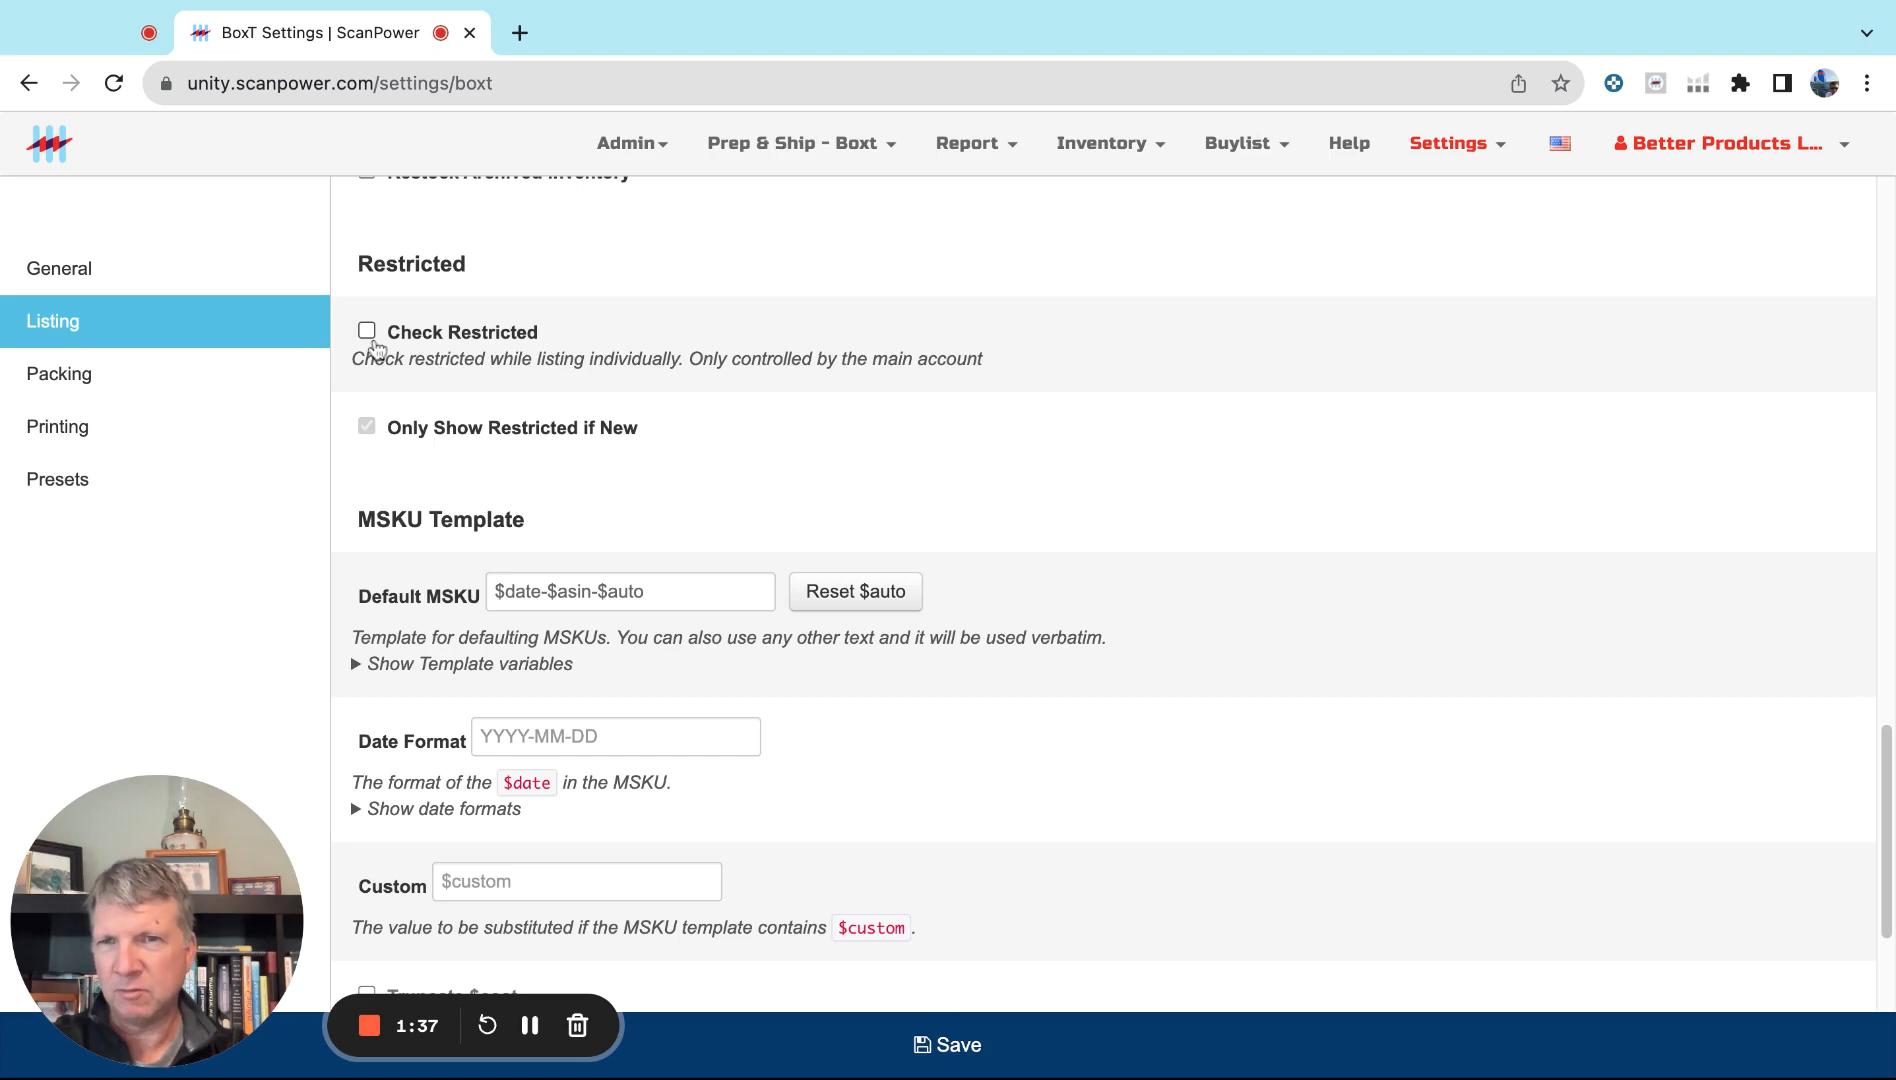 BoxT Settings | ScanPower
unity.scanpower.com/settings/boxt
Admin
Prep & Ship - Boxt
Report
Inventory
Buylist
Help
Settings
Better Products L...
Restock Archived Inventory
General
Listing
Packing
Printing
Presets
Restricted
Check Restricted
Check restricted while listing individually. Only controlled by the main account
Only Show Restricted if New
MSKU Template
Default MSKU $date-$asin-$auto Reset $auto
Template for defaulting MSKUs. You can also use any other text and it will be used verbatim.
Show Template variables
Date Format YYYY-MM-DD
The format of the $date in the MSKU.
Show date formats
Custom $custom
The value to be substituted if the MSKU template contains $custom.
Truncate $cost
1:37
Save